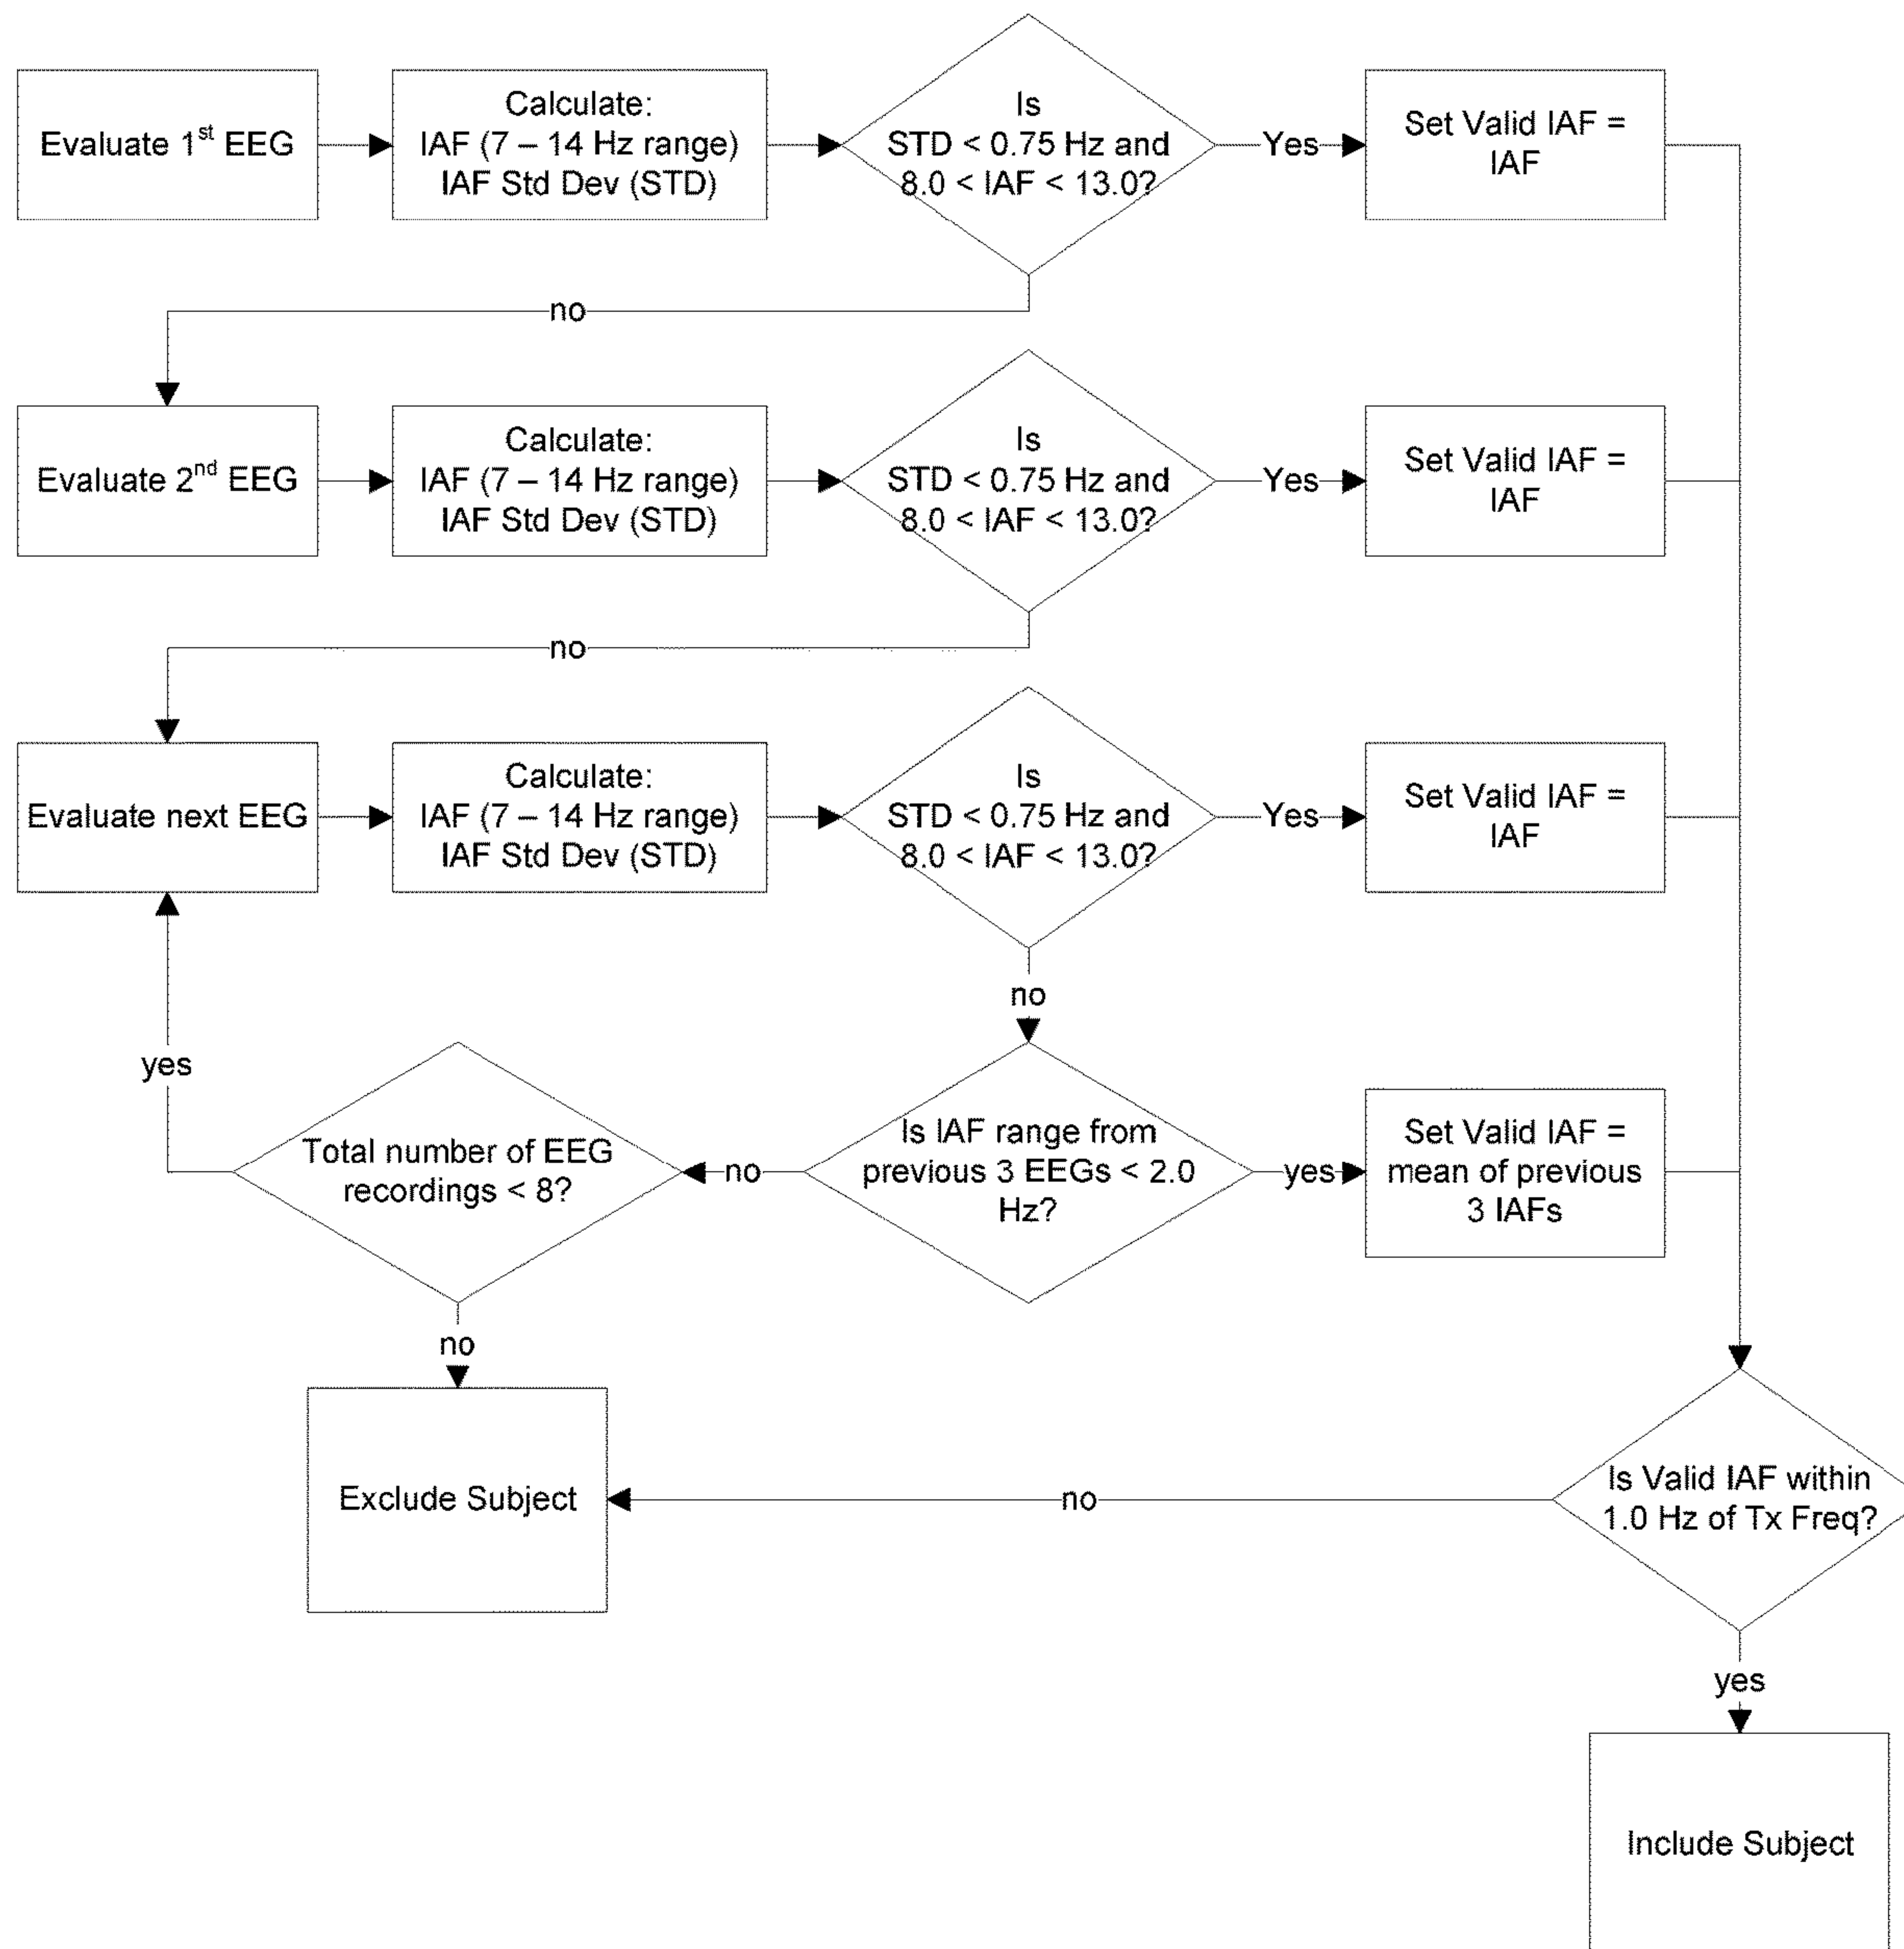 Evaluate 1st EEG
Calculate:
IAF (7 – 14 Hz range)
IAF Std Dev (STD)
Is
STD < 0.75 Hz and
8.0 < IAF < 13.0?
Yes
Set Valid IAF =
IAF
no
Evaluate 2nd EEG
Calculate:
IAF (7 – 14 Hz range)
IAF Std Dev (STD)
Is
STD < 0.75 Hz and
8.0 < IAF < 13.0?
Yes
Set Valid IAF =
IAF
no
Evaluate next EEG
Calculate:
IAF (7 – 14 Hz range)
IAF Std Dev (STD)
Is
STD < 0.75 Hz and
8.0 < IAF < 13.0?
Yes
Set Valid IAF =
IAF
no
yes
Total number of EEG
recordings < 8?
no
Is IAF range from
previous 3 EEGs < 2.0
Hz?
yes
Set Valid IAF =
mean of previous
3 IAFs
no
Exclude Subject
no
Is Valid IAF within
1.0 Hz of Tx Freq?
yes
Include Subject